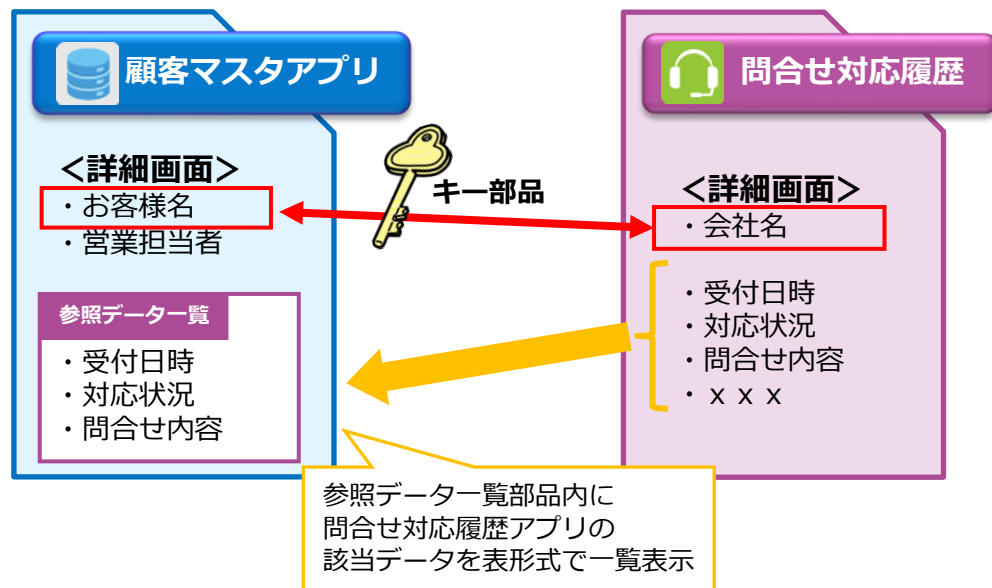 顧客マスタアプリ
＜詳細画面＞
・お客様名
・営業担当者
参照データ一覧
・受付日時
・対応状況
・問合せ内容
キー部品
問合せ対応履歴
＜詳細画面＞
・会社名
・受付日時
・対応状況
・問合せ内容
・ｘｘｘ
参照データ一覧部品内に
問合せ対応履歴アプリの
該当データを表形式で一覧表示